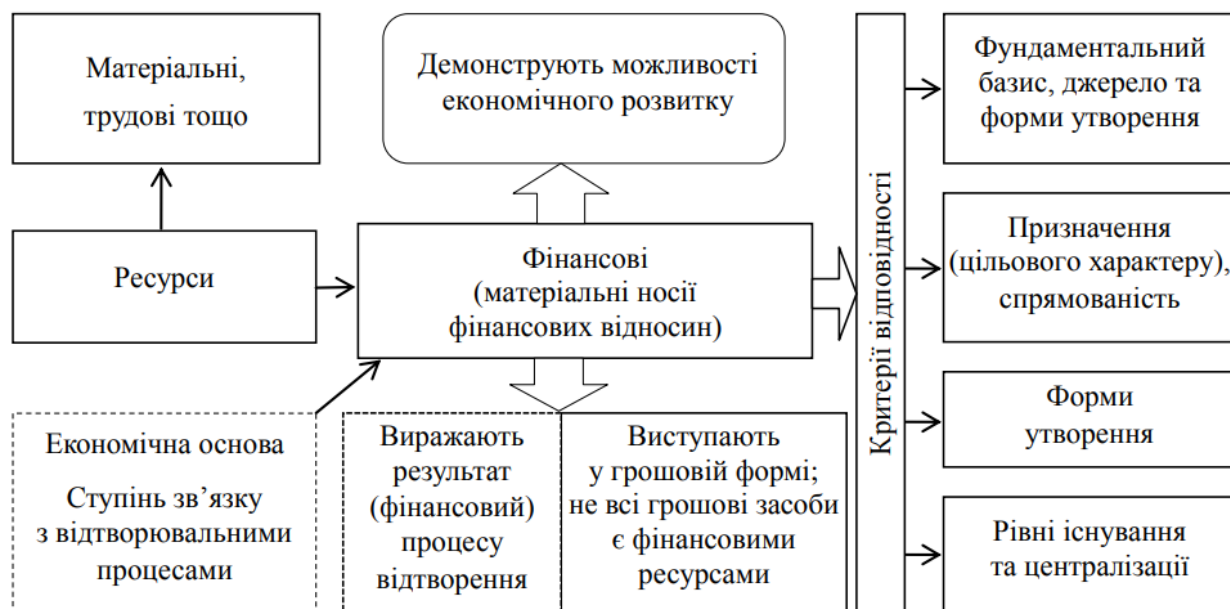 Матеріальні,
трудові тощо
Демонструють можливості
економічного розвитку
Ресурси
Фінансові
(матеріальні носії
фінансових відносин)
Економічна основа
Ступінь зв’язку
з відтворювальними
процесами
Виражають
результат
(фінансовий)
процесу
відтворення
Виступають
у грошовій формі;
не всі грошові засоби
є фінансовими
ресурсами
Критерії відповідності
Фундаментальний
базис, джерело та
форми утворення
Призначення
(цільового характеру),
спрямованість
Форми
утворення
Рівні існування
та централізації